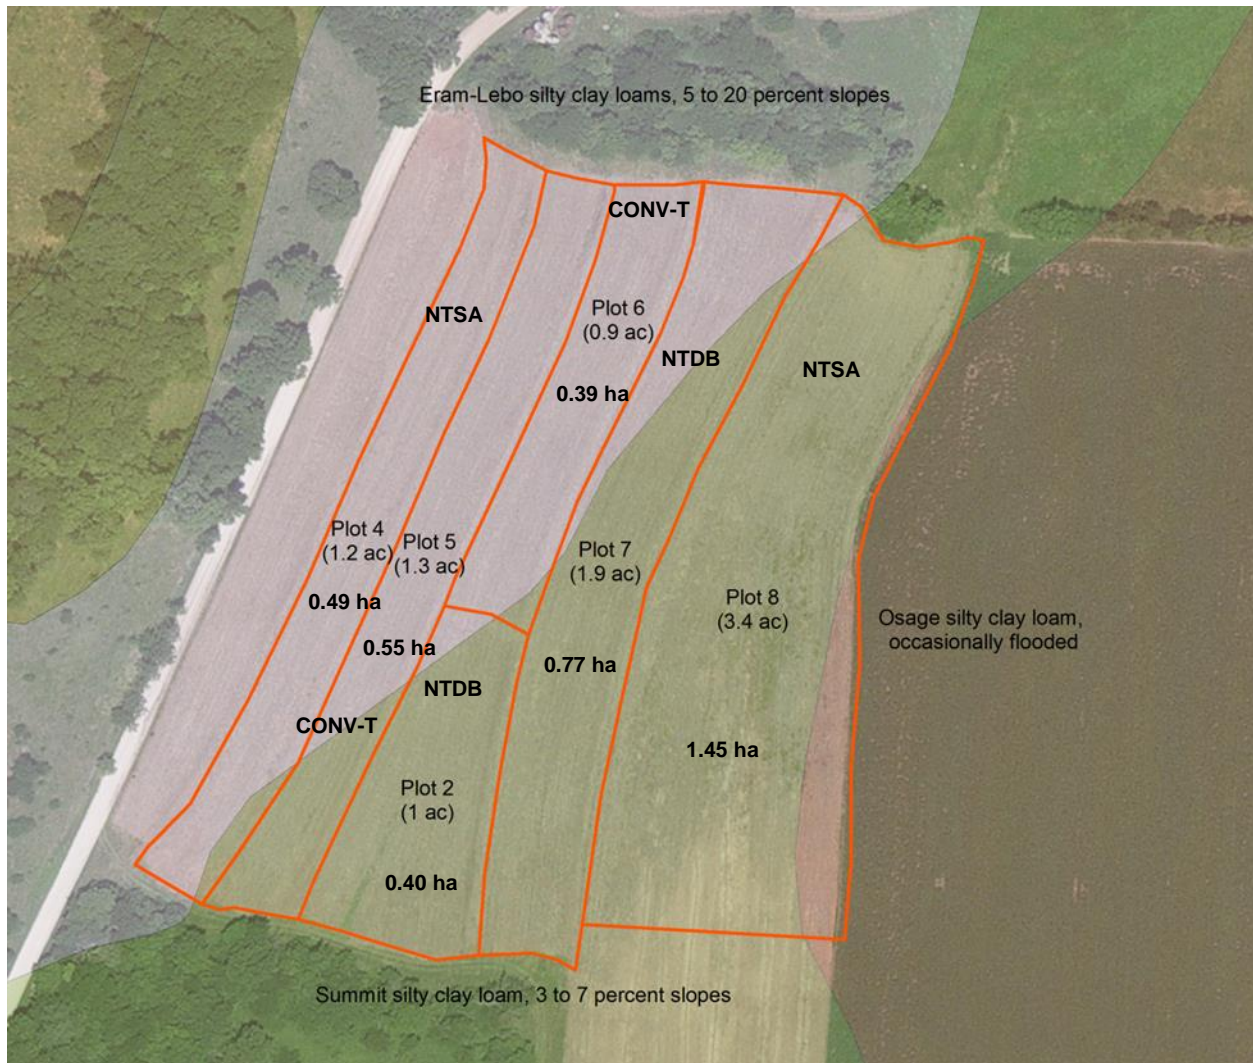 Eram-Lebo silty clay loams, 5 to 20 percent slopes
CONV-T
NTSA
Plot 6
(0.9 ac)
NTDB
NTSA
0.39 ha
Plot 4
(1.2 ac)
Plot 5
(1.3 ac)
Plot 7
(1.9 ac)
0.49 ha
Plot 8
(3.4 ac)
Osage silty clay loam,
occasionally flooded
0.55 ha
0.77 ha
NTDB
CONV-T
1.45 ha
Plot 2
(1 ac)
0.40 ha
Summit silty clay loam, 3 to 7 percent slopes